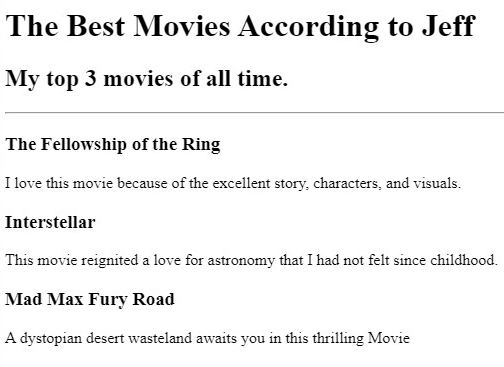 The Best Movies According to Jeff
My top 3 movies of all time.
The Fellowship of the Ring
I love this movie because of the excellent story, characters, and visuals.
Interstellar
This movie reignited a love for astronomy that I had not felt since childhood.
Mad Max Fury Road
A dystopian desert wasteland awaits you in this thrilling Movie